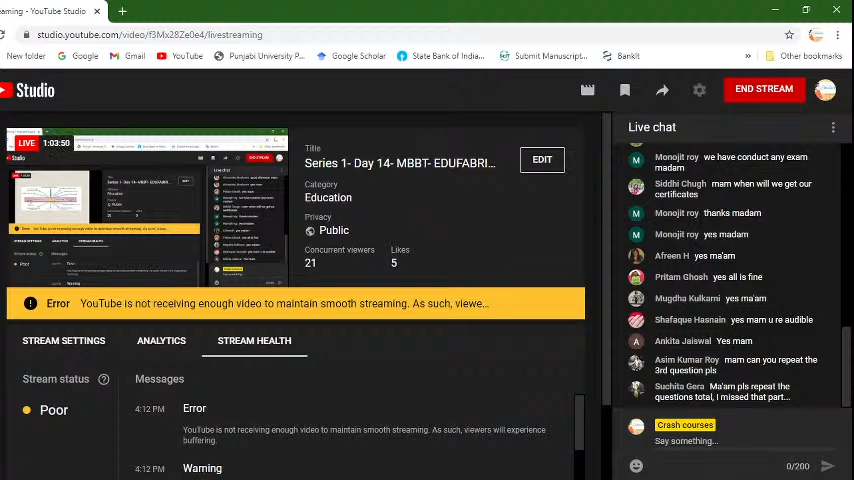 eaming - YouTube Studio
studio.youtube.com/video/f3Mx28Ze0e4/livestreaming
New folder Google Gmail YouTube Punjabi University P... Google Scholar State Bank of India... Submit Manuscript... BankIt Other bookmarks
Studio
END STREAM
LIVE 1:03:50
Title
Series 1- Day 14- MBBT- EDUFABRI...
EDIT
Category
Education
Privacy
Public
Concurrent viewers Likes
21 5
Error YouTube is not receiving enough video to maintain smooth streaming. As such, viewe...
STREAM SETTINGS ANALYTICS STREAM HEALTH
Stream status
Poor
Messages
4:12 PM Error
YouTube is not receiving enough video to maintain smooth streaming. As such, viewers will experience
buffering.
4:12 PM Warning
Live chat
Monojit roy we have conduct any exam
madam
Siddhi Chugh mam when will we get our
certificates
Monojit roy thanks madam
Monojit roy yes madam
Afreen H yes ma'am
Pritam Ghosh yes all is fine
Mugdha Kulkarni yes ma'am
Shafaque Hasnain yes mam u re audible
Ankita Jaiswal Yes mam
Asim Kumar Roy mam can you repeat the
3rd question pls
Suchita Gera Ma'am pls repeat the
questions total, I missed that part...
Crash courses
Say something...
0/200